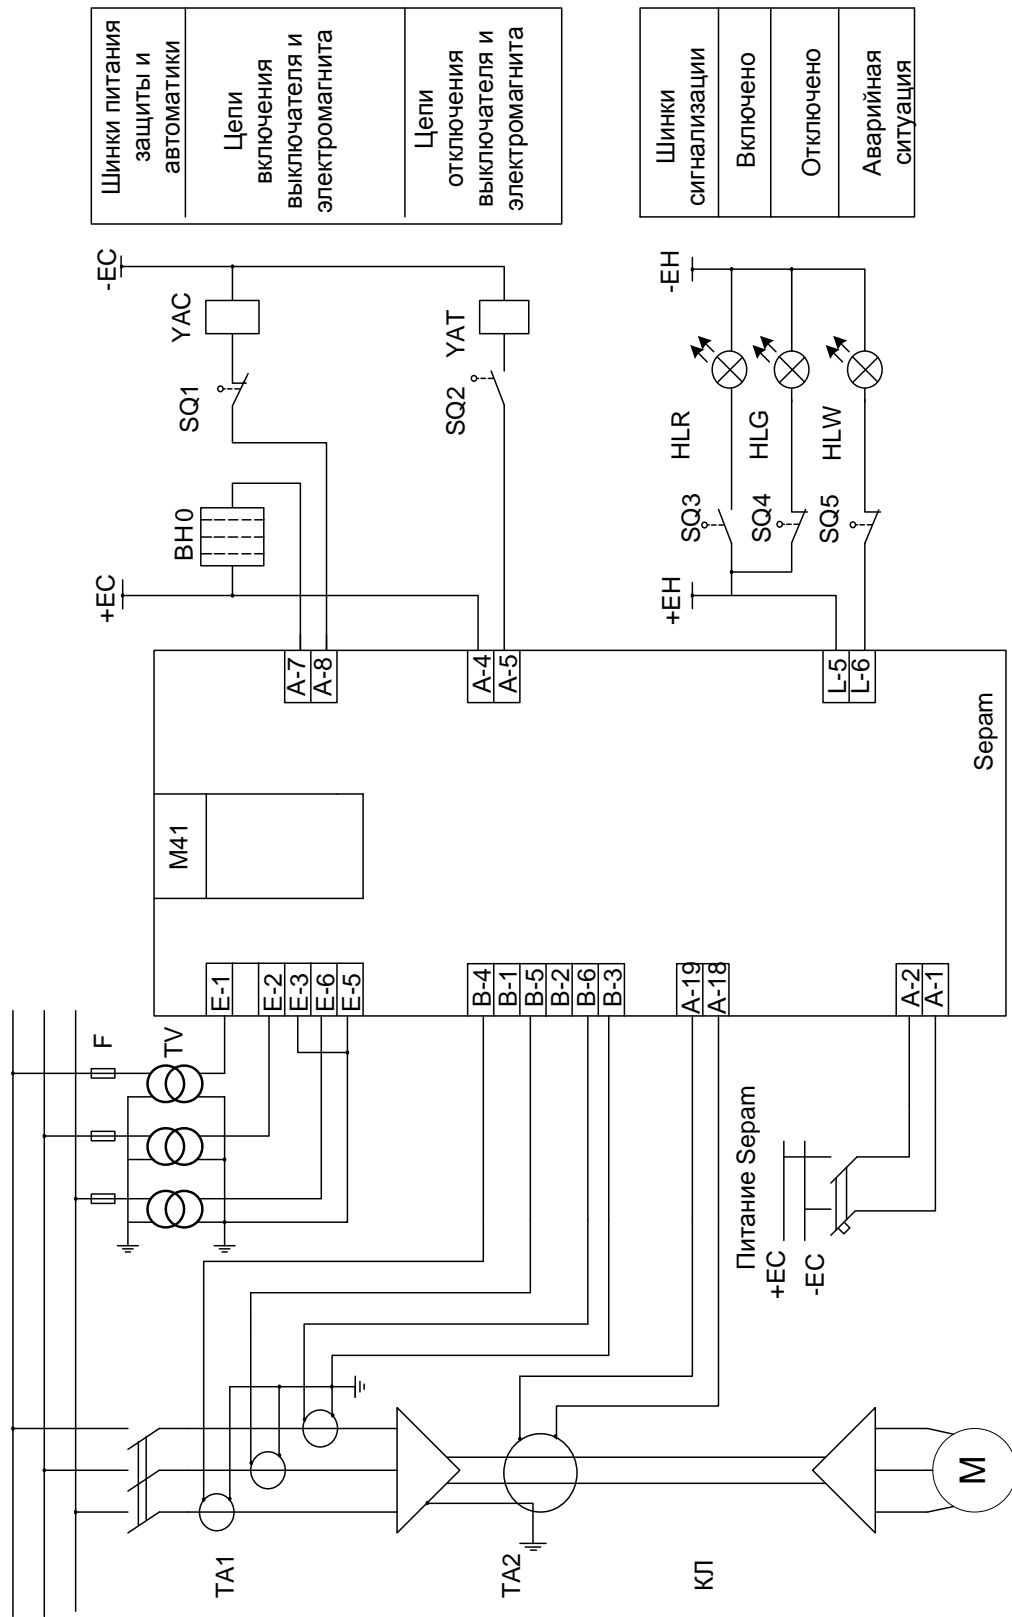 Шинки питания
защиты и
автоматики
Цепи
включения
выключателя и
электромагнита
Цепи
отключения
выключателя и
электромагнита
Шинки
сигнализации
Включено
Отключено
Аварийная
ситуация
-EC
YAC
SQ1
BH0
+EC
YAT
SQ2
-EH
HLR
HLG
HLW
SQ3
SQ4
SQ5
+EH
A-7
A-8
A-4
A-5
L-5
L-6
Sepam
M41
E-1
E-2
E-3
E-6
E-5
B-4
B-1
B-5
B-2
B-6
B-3
A-19
A-18
A-2
A-1
F
TV
Питание Sepam
+EC
-EC
TA1
TA2
КЛ
M